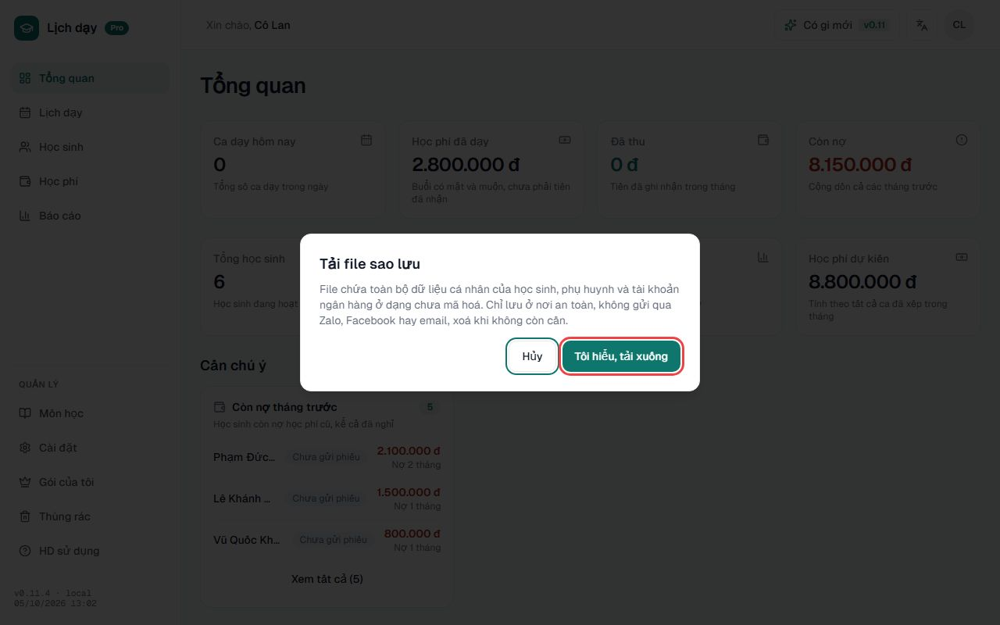 Lịch dạy Pro
Xin chào, Cô Lan
Có gì mới v0.11
CL
Tổng quan
Lịch dạy
Học sinh
Học phí
Báo cáo
Tổng quan
Ca dạy hôm nay
0
Tổng số ca dạy trong ngày
Học phí đã dạy
2.800.000 đ
Buổi có mặt và muộn, chưa phải tiền
đã nhận
Đã thu
0 đ
Tiền đã ghi nhận trong tháng
Còn nợ
8.150.000 đ
Cộng dồn cả các tháng trước
Tổng học sinh
6
Học sinh đang hoạt
Học phí dự kiến
8.800.000 đ
Tính theo tất cả ca đã xếp trong
tháng
Tải file sao lưu
File chứa toàn bộ dữ liệu cá nhân của học sinh, phụ huynh và tài khoản
ngân hàng ở dạng chưa mã hoá. Chỉ lưu ở nơi an toàn, không gửi qua
Zalo, Facebook hay email, xoá khi không còn cần.
Hủy
Tôi hiểu, tải xuống
Cần chú ý
Còn nợ tháng trước 5
Học sinh còn nợ học phí cũ, kể cả đã nghỉ
Phạm Đức... Chưa gửi phiếu 2.100.000 đ
Nợ 2 tháng
Lê Khánh ... Chưa gửi phiếu 1.500.000 đ
Nợ 1 tháng
Vũ Quốc Kh... Chưa gửi phiếu 800.000 đ
Nợ 1 tháng
Xem tất cả (5)
QUẢN LÝ
Môn học
Cài đặt
Gói của tôi
Thùng rác
HD sử dụng
v0.11.4 · local
05/10/2026 13:02